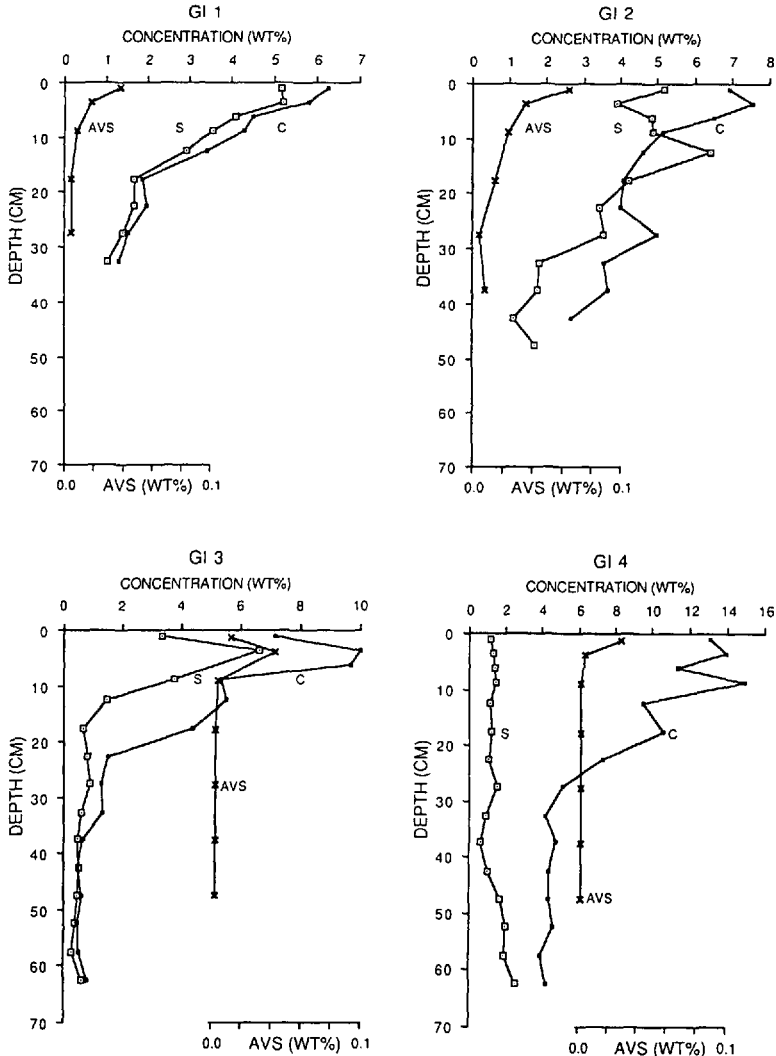 GI 1
CONCENTRATION (WT%)
0 1 2 3 4 5 6 7
0
10
20
30
40
50
60
70
DEPTH (CM)
AVS
S
C
0.0 0.1
AVS (WT%)
GI 2
CONCENTRATION (WT%)
0 1 2 3 4 5 6 7 8
0
10
20
30
40
50
60
70
DEPTH (CM)
AVS
S
C
0.0 0.1
AVS (WT%)
GI 3
CONCENTRATION (WT%)
0 2 4 6 8 10
0
10
20
30
40
50
60
70
DEPTH (CM)
S
C
AVS
0.0 0.1
AVS (WT%)
GI 4
CONCENTRATION (WT%)
0 2 4 6 8 10 12 14 16
0
10
20
30
40
50
60
70
DEPTH (CM)
S
C
AVS
0.0 0.1
AVS (WT%)